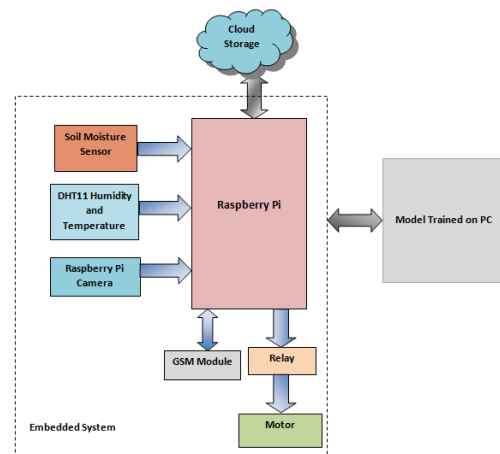 Cloud
Storage
Soil Moisture
Sensor
DHT11 Humidity
and
Temperature
Raspberry Pi
Camera
Raspberry Pi
Model Trained on PC
GSM Module
Relay
Motor
Embedded System